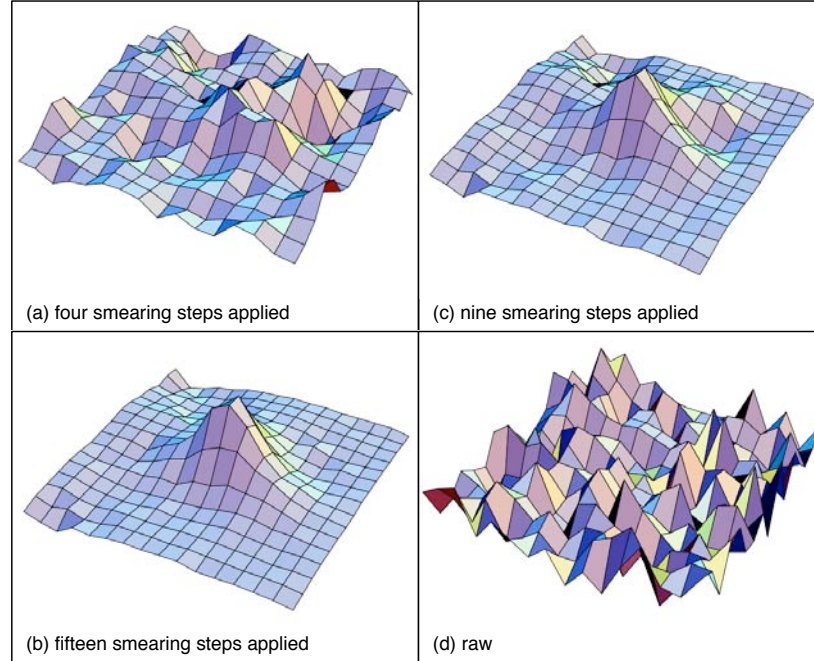 (a) four smearing steps applied
(c) nine smearing steps applied
(b) fifteen smearing steps applied
(d) raw